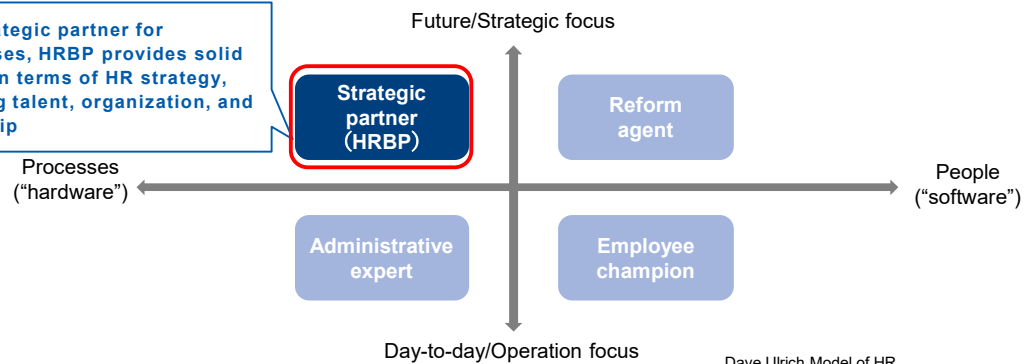 Future/Strategic focus
ategic partner for
ses, HRBP provides solid
n terms of HR strategy,
g talent, organization, and
ip
Strategic
partner
(HRBP)
Reform
agent
Processes
("hardware")
People
("software")
Administrative
expert
Employee
champion
Day-to-day/Operation focus
Dave Ulrich Model of HR